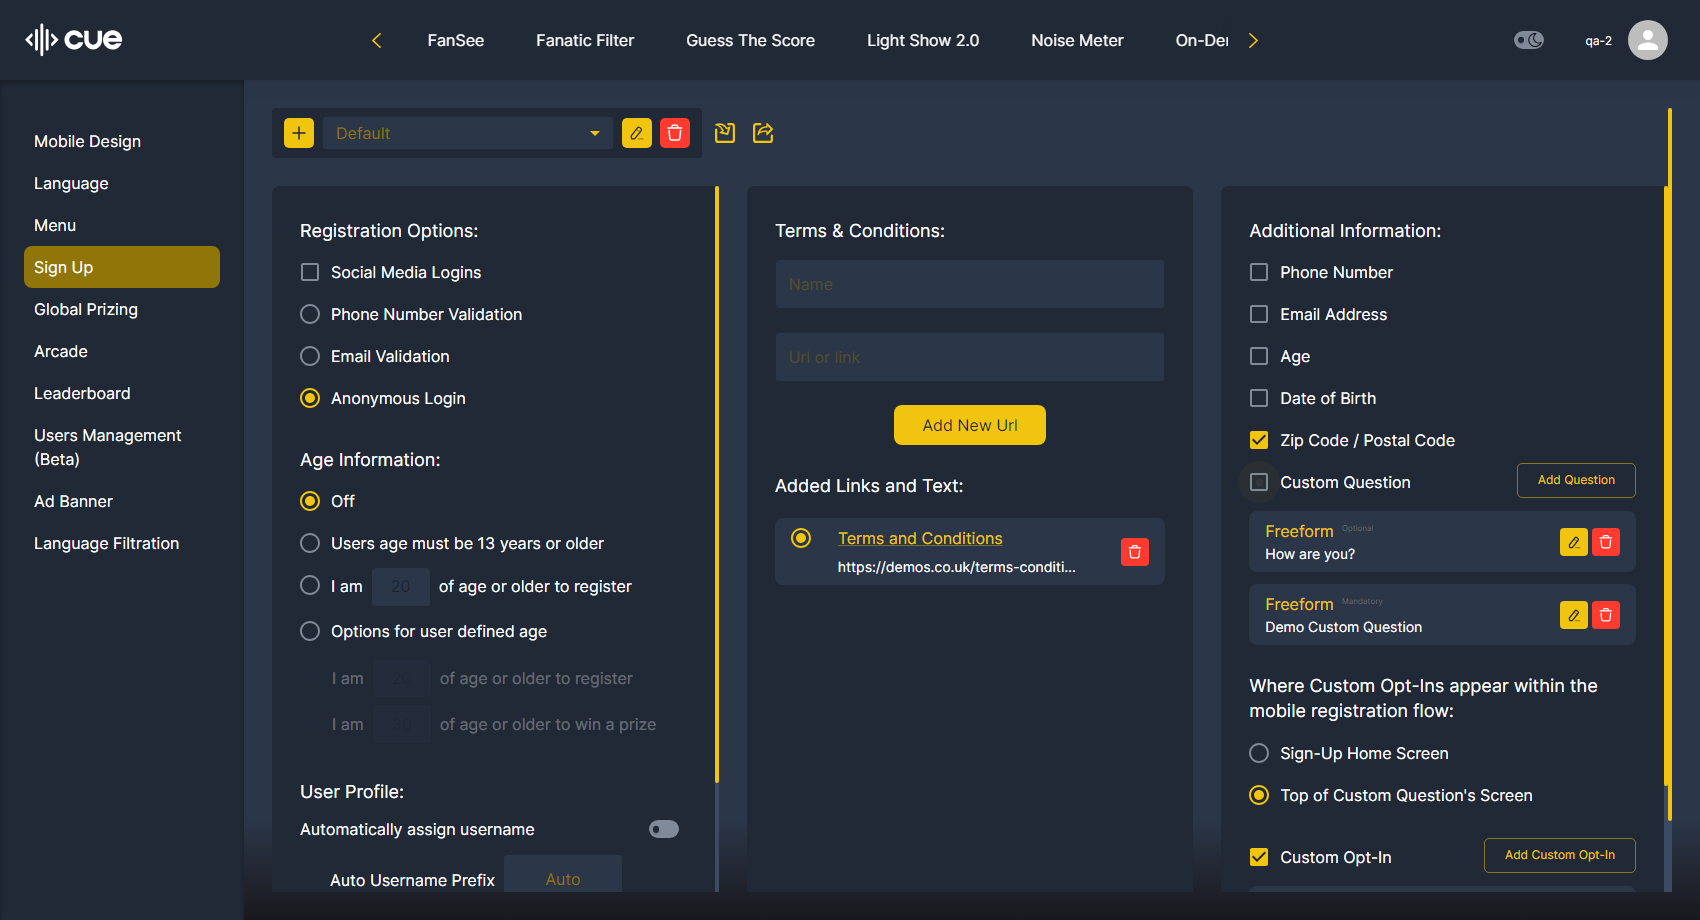 cue
FanSee
Fanatic Filter
Guess The Score
Light Show 2.0
Noise Meter
On-De
qa-2
Mobile Design
Language
Menu
Sign Up
Global Prizing
Arcade
Leaderboard
Users Management
(Beta)
Ad Banner
Language Filtration
Default
Registration Options:
Social Media Logins
Phone Number Validation
Email Validation
Anonymous Login
Age Information:
Off
Users age must be 13 years or older
I am 20 of age or older to register
Options for user defined age
I am 20 of age or older to register
I am 30 of age or older to win a prize
User Profile:
Automatically assign username
Auto Username Prefix Auto
Terms & Conditions:
Name
Url or link
Add New Url
Added Links and Text:
Terms and Conditions
https://demos.co.uk/terms-conditi...
Additional Information:
Phone Number
Email Address
Age
Date of Birth
Zip Code / Postal Code
Custom Question
Add Question
Freeform Optional
How are you?
Freeform Mandatory
Demo Custom Question
Where Custom Opt-Ins appear within the
mobile registration flow:
Sign-Up Home Screen
Top of Custom Question's Screen
Custom Opt-In
Add Custom Opt-In